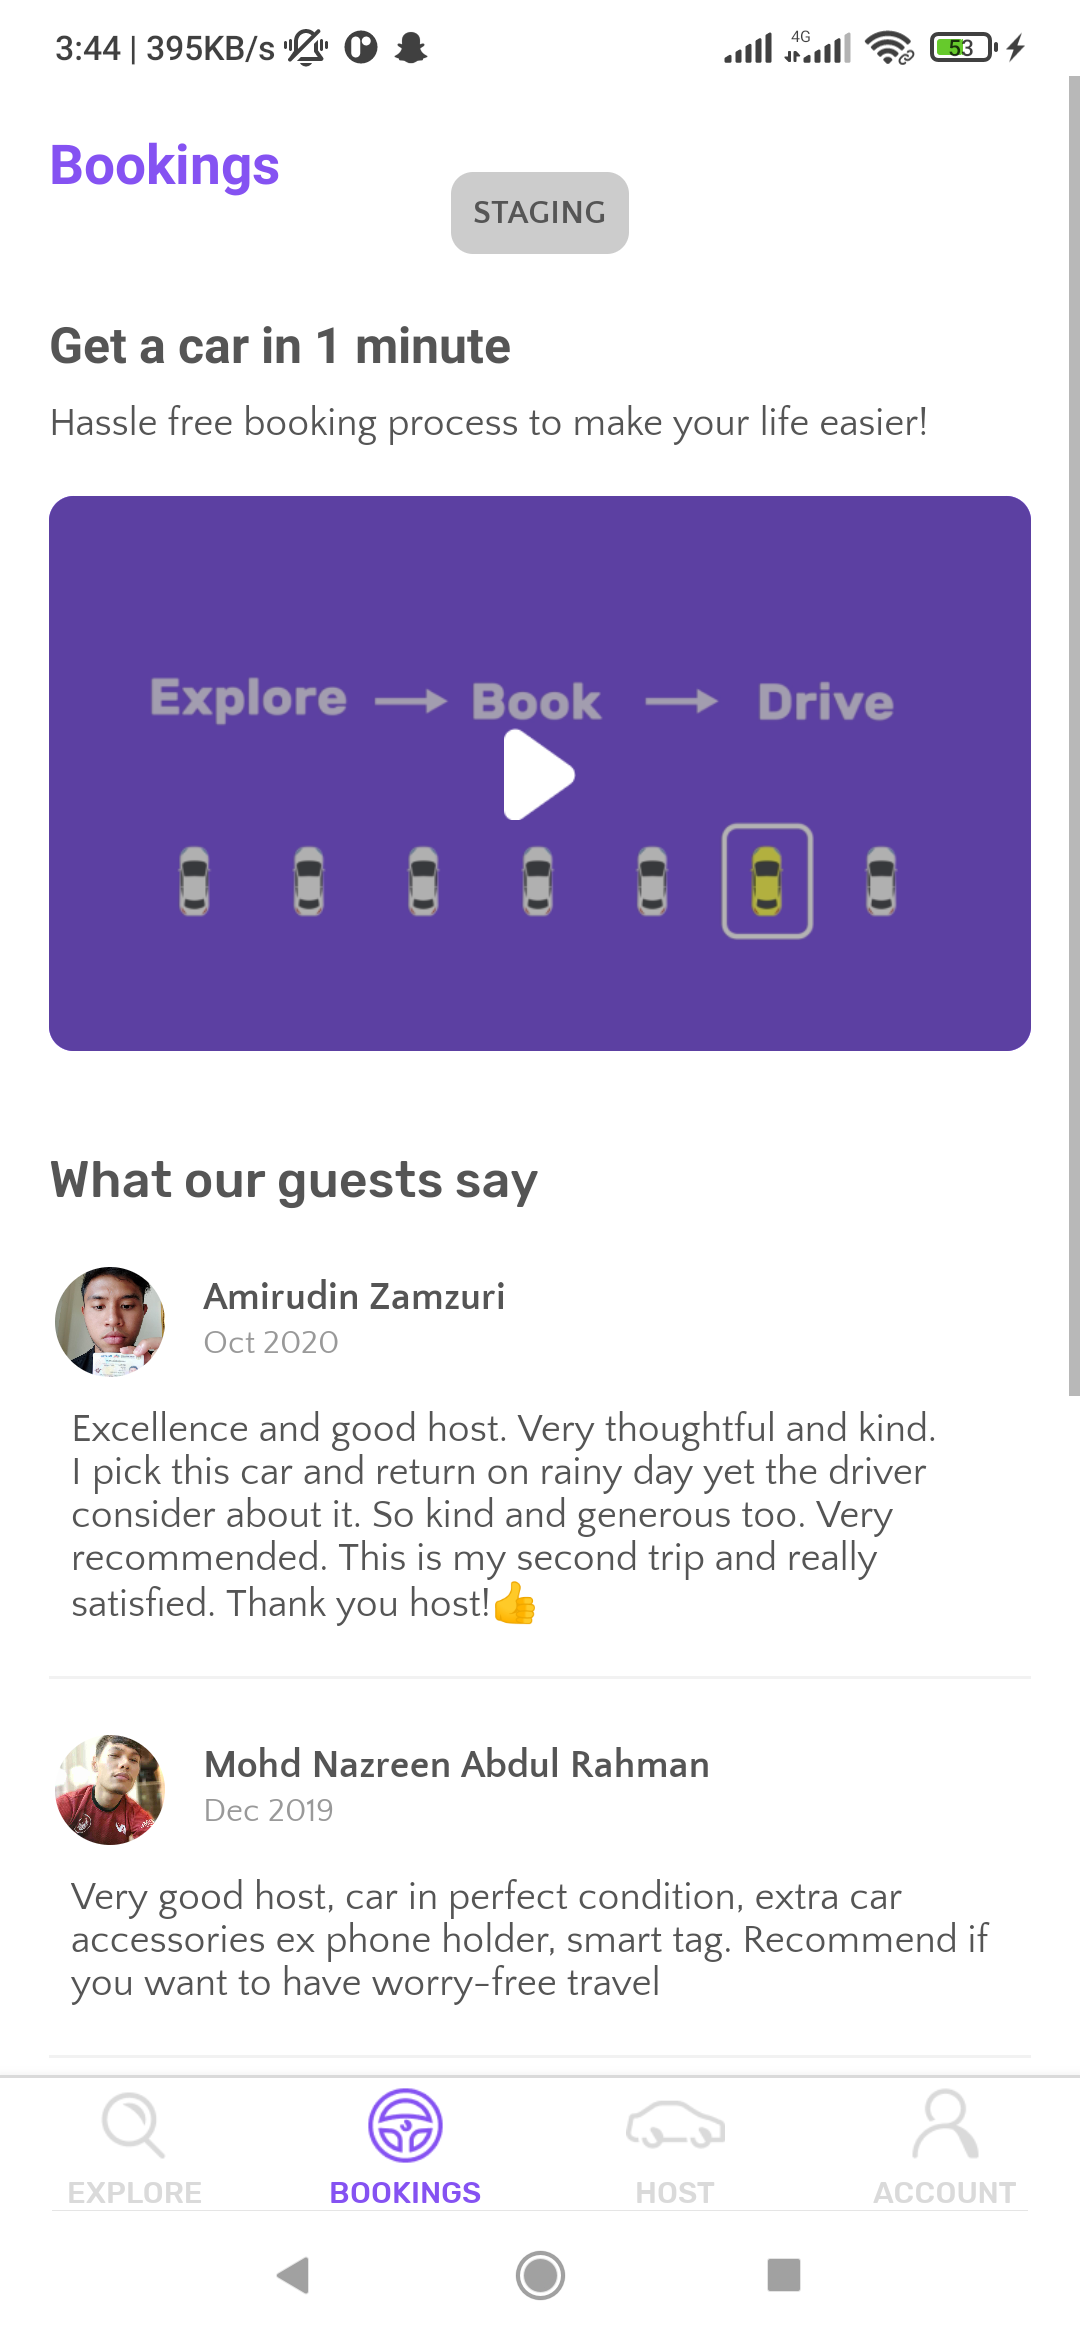 3:44 | 395KB/s
4G
53
Bookings
STAGING
Get a car in 1 minute
Hassle free booking process to make your life easier!
Explore → Book → Drive
What our guests say
Amirudin Zamzuri
Oct 2020
Excellence and good host. Very thoughtful and kind.
I pick this car and return on rainy day yet the driver
consider about it. So kind and generous too. Very
recommended. This is my second trip and really
satisfied. Thank you host!👍
Mohd Nazreen Abdul Rahman
Dec 2019
Very good host, car in perfect condition, extra car
accessories ex phone holder, smart tag. Recommend if
you want to have worry-free travel
EXPLORE
BOOKINGS
HOST
ACCOUNT